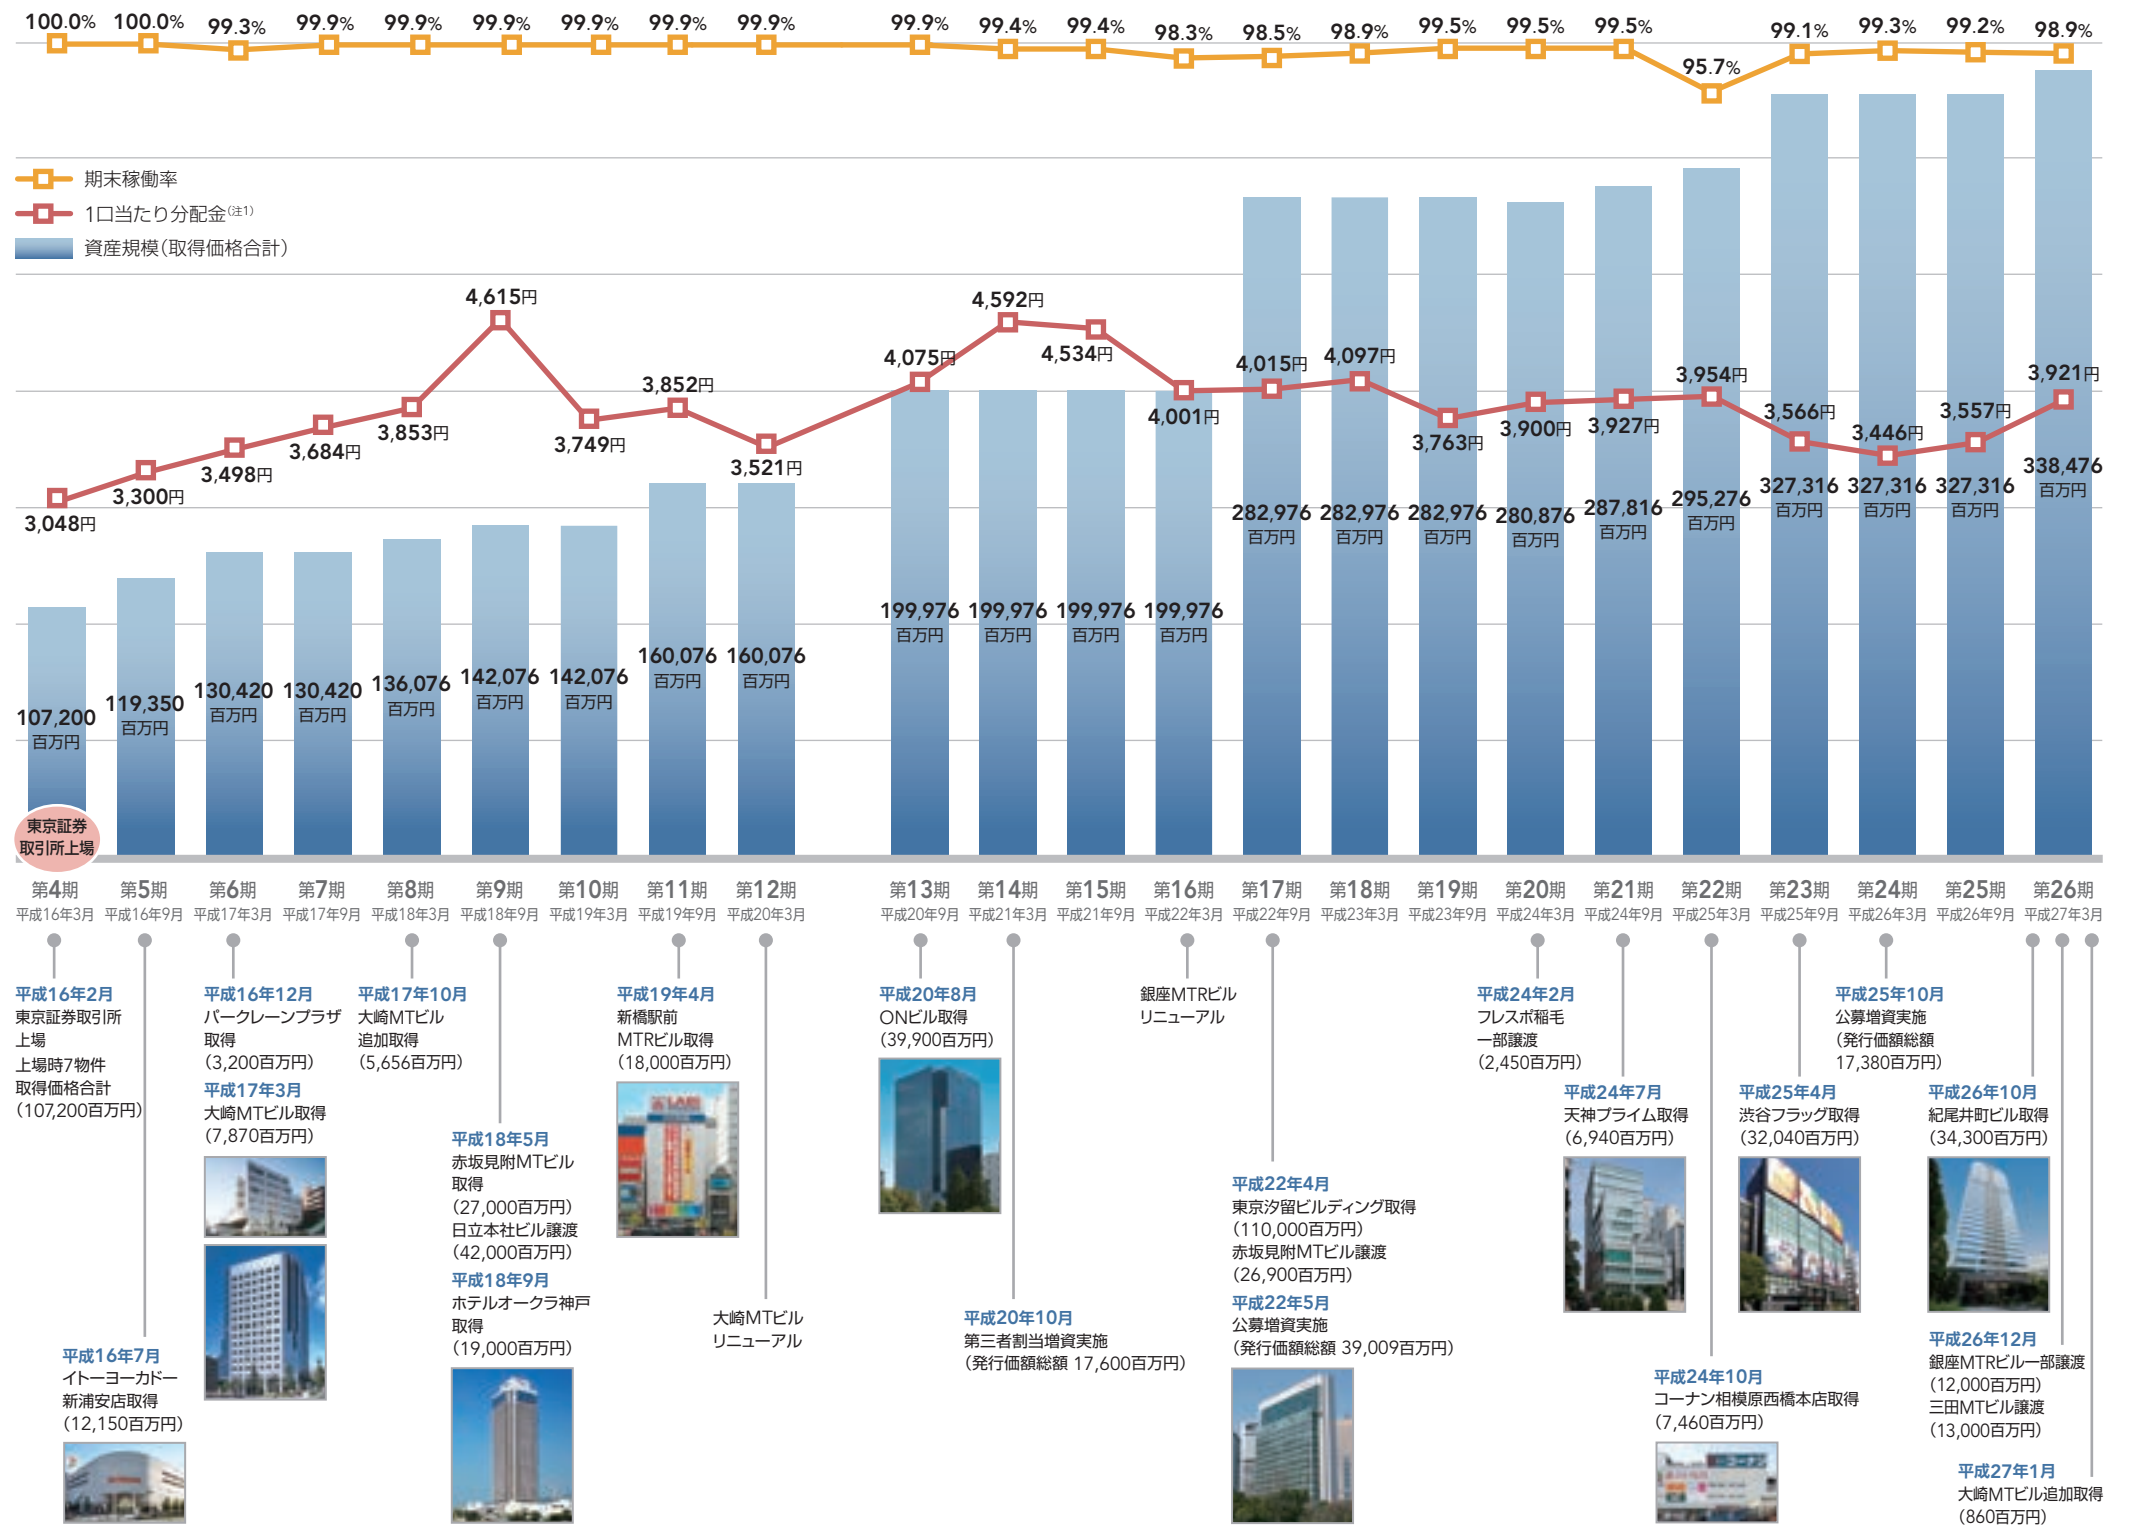 100.0% 100.0% 99.3% 99.9% 99.9% 99.9% 99.9% 99.9% 99.9% 99.9% 99.4% 99.4% 98.3% 98.5% 98.9% 99.5% 99.5% 99.5% 95.7% 99.1% 99.3% 99.2% 98.9%
期末稼働率
1口当たり分配金(注1)
資産規模(取得価格合計)
3,048円 3,300円 3,498円 3,684円 3,853円 4,615円 3,749円 3,852円 3,521円 4,075円 4,592円 4,534円 4,001円 4,015円 4,097円 3,763円 3,900円 3,927円 3,954円 3,566円 3,446円 3,557円 3,921円
107,200
百万円
119,350
百万円
130,420
百万円
130,420
百万円
136,076
百万円
142,076
百万円
142,076
百万円
160,076
百万円
160,076
百万円
199,976
百万円
199,976
百万円
199,976
百万円
199,976
百万円
282,976
百万円
282,976
百万円
282,976
百万円
280,876
百万円
287,816
百万円
295,276
百万円
327,316
百万円
327,316
百万円
327,316
百万円
338,476
百万円
東京証券
取引所上場
第4期 第5期 第6期 第7期 第8期 第9期 第10期 第11期 第12期 第13期 第14期 第15期 第16期 第17期 第18期 第19期 第20期 第21期 第22期 第23期 第24期 第25期 第26期
平成16年3月 平成16年9月 平成17年3月 平成17年9月 平成18年3月 平成18年9月 平成19年3月 平成19年9月 平成20年3月 平成20年9月 平成21年3月 平成21年9月 平成22年3月 平成22年9月 平成23年3月 平成23年9月 平成24年3月 平成24年9月 平成25年3月 平成25年9月 平成26年3月 平成26年9月 平成27年3月
平成16年2月
東京証券取引所
上場
上場時7物件
取得価格合計
(107,200百万円)
平成16年7月
イトーヨーカドー
新浦安店取得
(12,150百万円)
平成16年12月
パークレーンプラザ
取得
(3,200百万円)
平成17年3月
大崎MTビル取得
(7,870百万円)
平成17年10月
大崎MTビル
追加取得
(5,656百万円)
平成18年5月
赤坂見附MTビル
取得
(27,000百万円)
日立本社ビル譲渡
(42,000百万円)
平成18年9月
ホテルオークラ神戸
取得
(19,000百万円)
平成19年4月
新橋駅前
MTRビル取得
(18,000百万円)
LABI
大崎MTビル
リニューアル
平成20年8月
ONビル取得
(39,900百万円)
平成20年10月
第三者割当増資実施
(発行価額総額 17,600百万円)
銀座MTRビル
リニューアル
平成22年4月
東京汐留ビルディング取得
(110,000百万円)
赤坂見附MTビル譲渡
(26,900百万円)
平成22年5月
公募増資実施
(発行価額総額 39,009百万円)
平成24年2月
フレスポ稲毛
一部譲渡
(2,450百万円)
平成24年7月
天神プライム取得
(6,940百万円)
平成24年10月
コーナン相模原西橋本店取得
(7,460百万円)
コーナン
平成25年4月
渋谷フラッグ取得
(32,040百万円)
平成25年10月
公募増資実施
(発行価額総額
17,380百万円)
平成26年10月
紀尾井町ビル取得
(34,300百万円)
平成26年12月
銀座MTRビル一部譲渡
(12,000百万円)
三田MTビル譲渡
(13,000百万円)
平成27年1月
大崎MTビル追加取得
(860百万円)